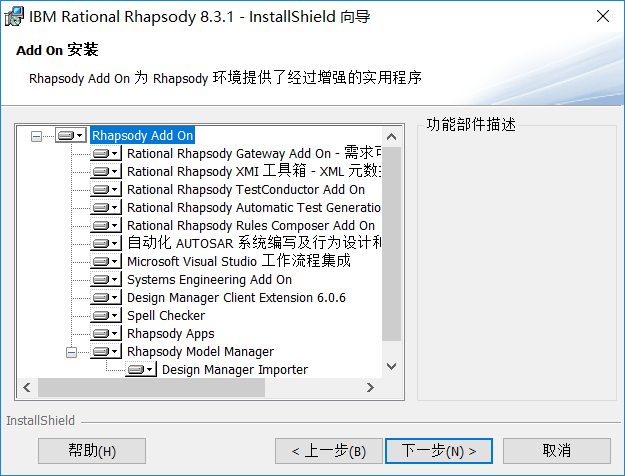 IBM Rational Rhapsody 8.3.1 - InstallShield 向导
Add On 安装
Rhapsody Add On 为 Rhapsody 环境提供了经过增强的实用程序
Rhapsody Add On
Rational Rhapsody Gateway Add On - 需求可
Rational Rhapsody XMI 工具箱 - XML 元数据
Rational Rhapsody TestConductor Add On
Rational Rhapsody Automatic Test Generatio
Rational Rhapsody Rules Composer Add On
自动化 AUTOSAR 系统编写及行为设计和
Microsoft Visual Studio 工作流程集成
Systems Engineering Add On
Design Manager Client Extension 6.0.6
Spell Checker
Rhapsody Apps
Rhapsody Model Manager
Design Manager Importer
功能部件描述
InstallShield
帮助(H)
< 上一步(B)
下一步(N) >
取消